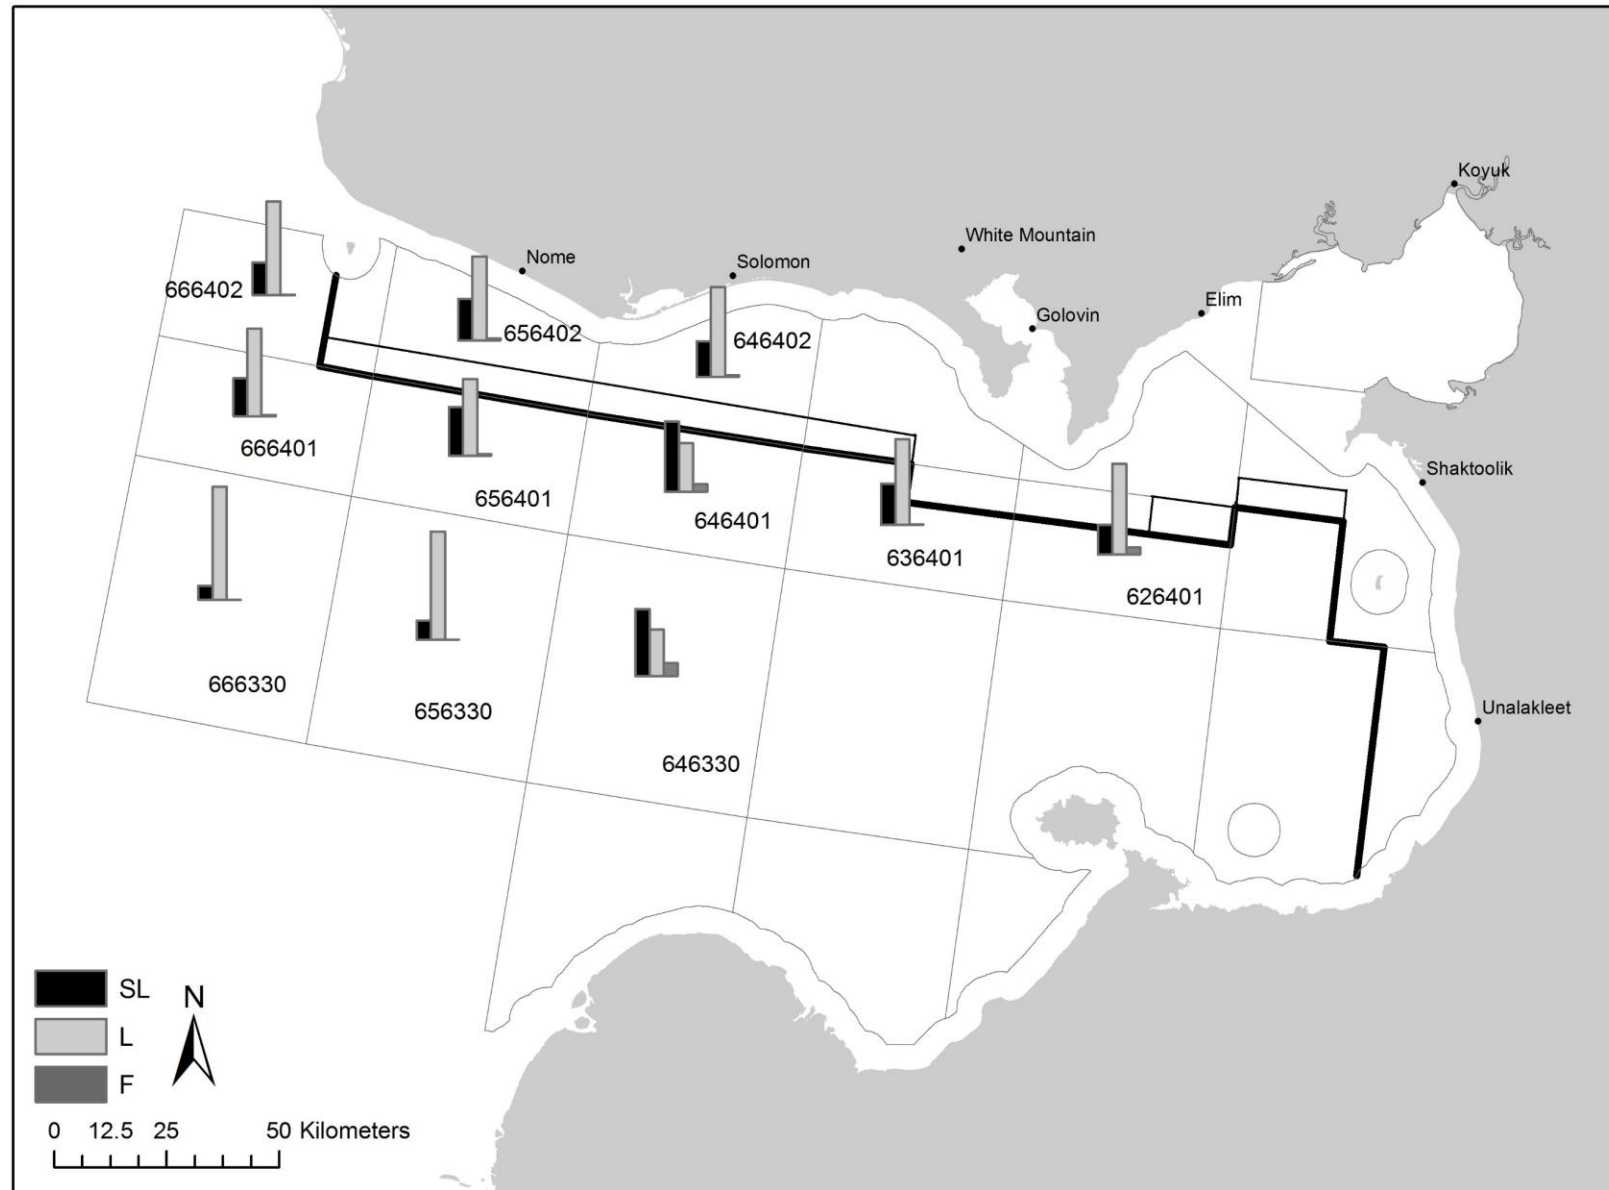 Koyuk
White Mountain
Nome
Solomon
666402
Elim
Golovin
656402
646402
666401
Shaktoolik
656401
646401
636401
626401
666330
656330
Unalakleet
646330
SL
N
L
F
0 12.5 25 50 Kilometers